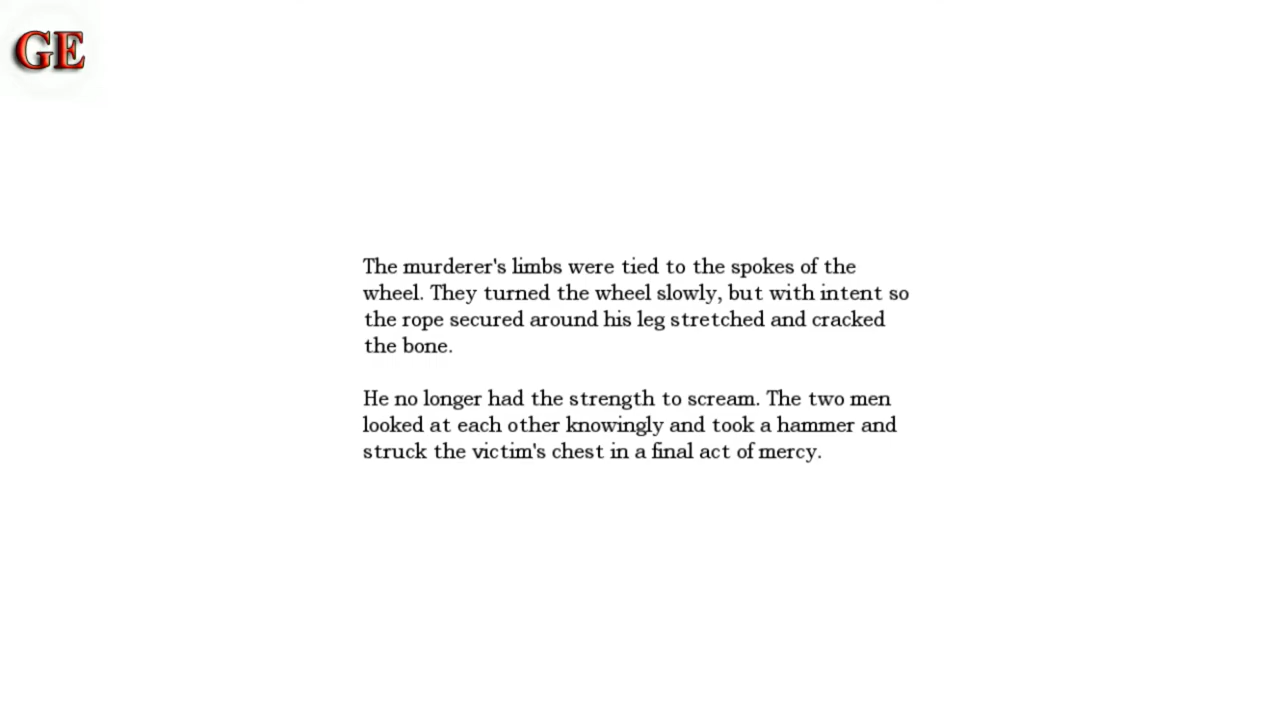 GE
The murderer's limbs were tied to the spokes of the
wheel. They turned the wheel slowly, but with intent so
the rope secured around his leg stretched and cracked
the bone.
He no longer had the strength to scream. The two men
looked at each other knowingly and took a hammer and
struck the victim's chest in a final act of mercy.